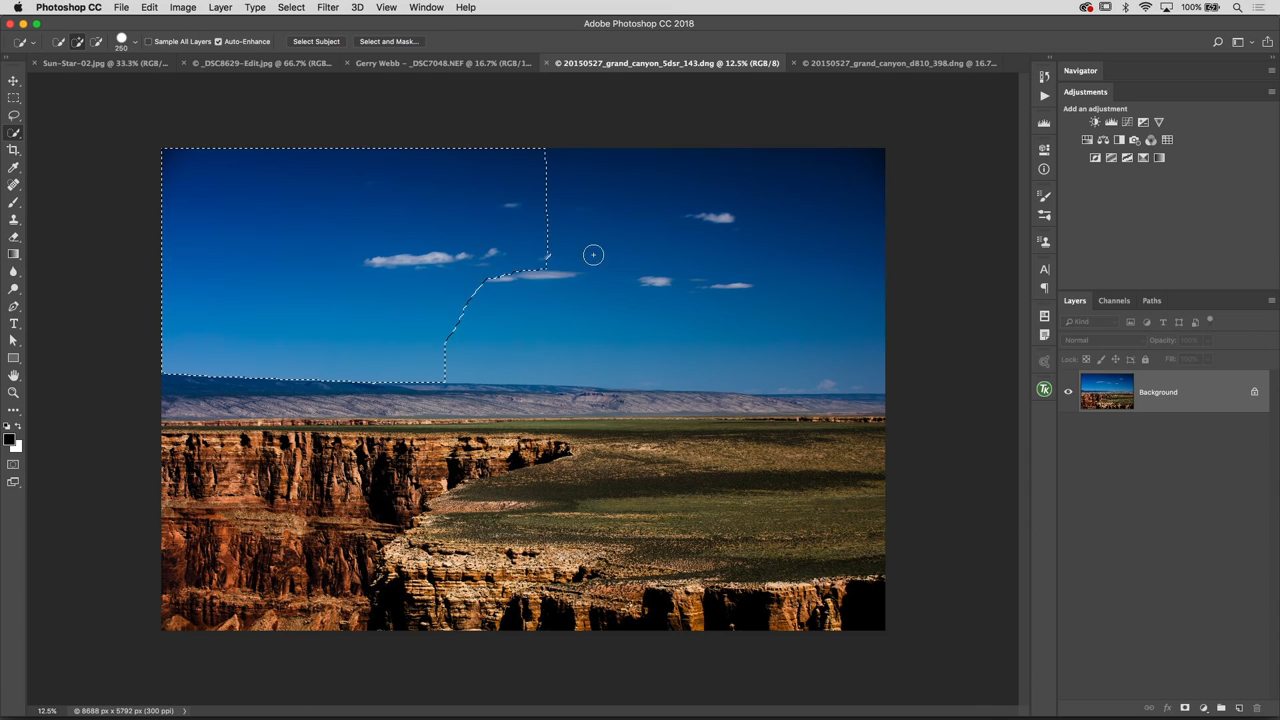 Photoshop CC File Edit Image Layer Type Select Filter 3D View Window Help 100%
Adobe Photoshop CC 2018
250 Sample All Layers Auto-Enhance Select Subject Select and Mask...
× Sun-Star-02.jpg @ 33.3% (RGB/... × © _DSC8629-Edit.jpg @ 66.7% (RGB... × Gerry Webb - _DSC7048.NEF @ 16.7% (RGB/1... × © 20150527_grand_canyon_5dsr_143.dng @ 12.5% (RGB/8) × © 20150527_grand_canyon_d810_398.dng @ 16.7...
Navigator
Adjustments
Add an adjustment
Layers Channels Paths
Kind
Normal Opacity: 100%
Lock: Fill: 100%
TK Background
12.5% © 8688 px x 5792 px (300 ppi)